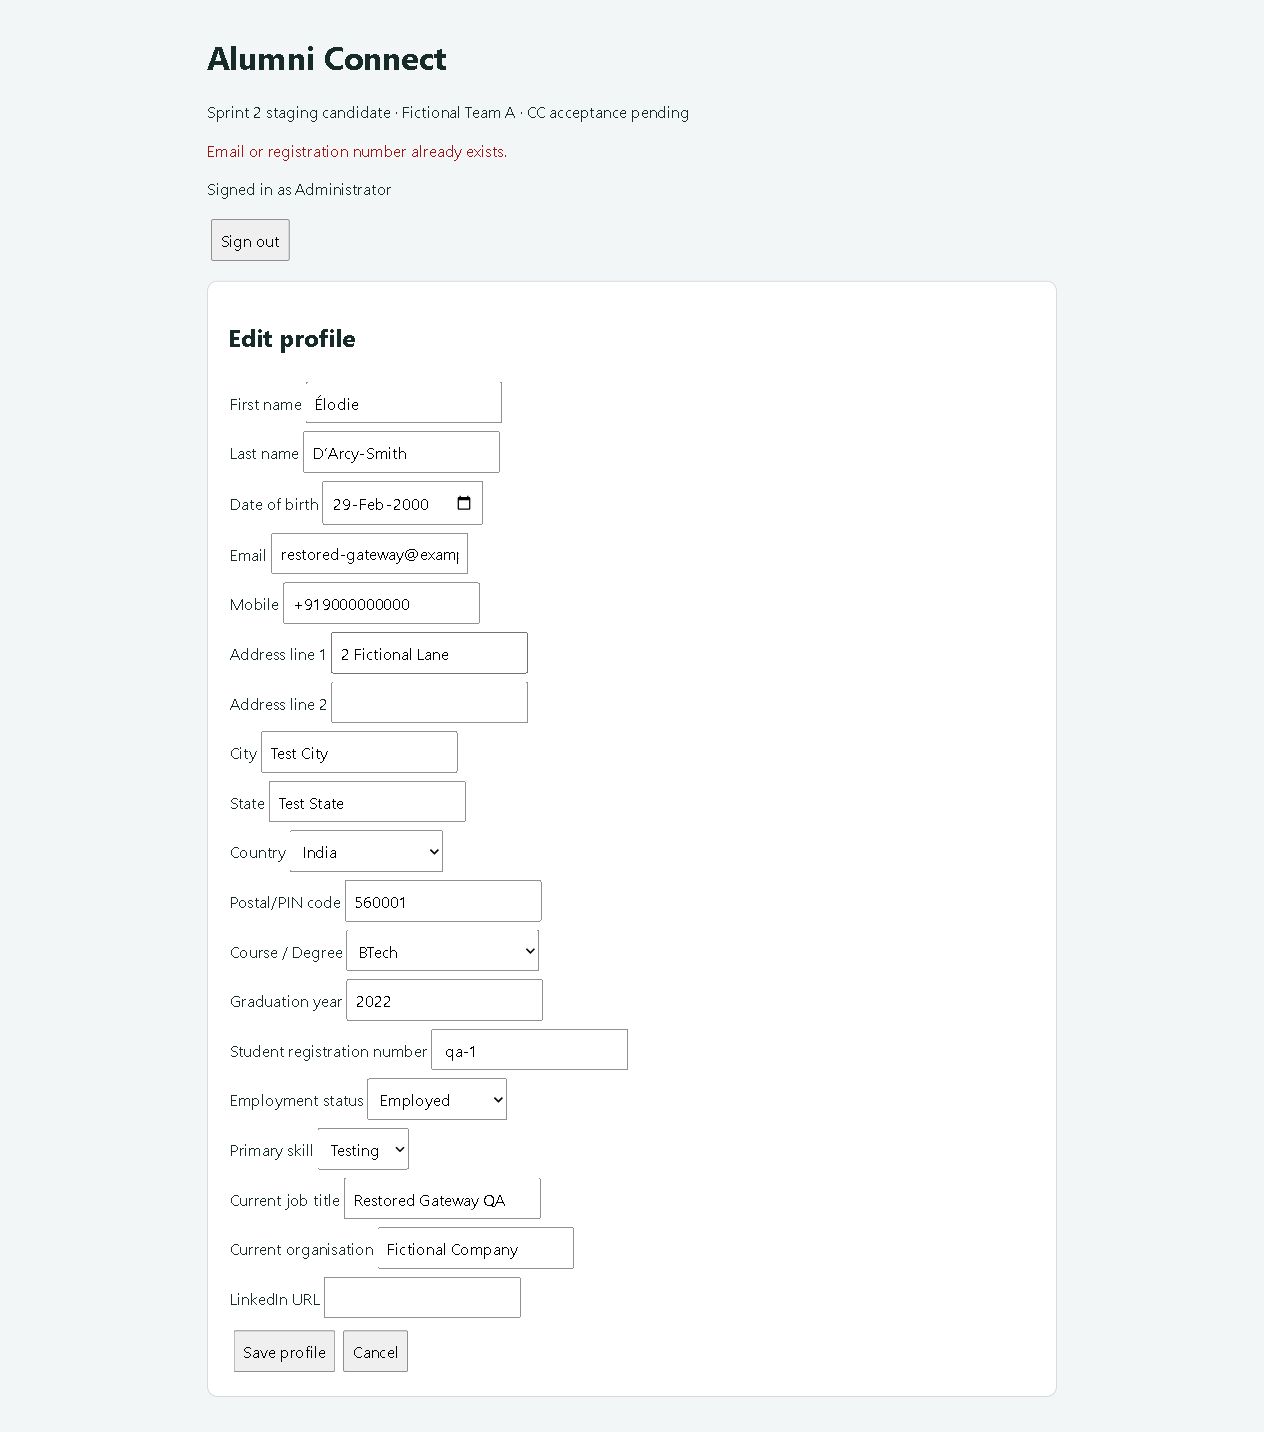 Alumni Connect
Sprint 2 staging candidate · Fictional Team A · CC acceptance pending
Email or registration number already exists.
Signed in as Administrator
Sign out
Edit profile
First name Élodie
Last name D'Arcy-Smith
Date of birth 29-Feb-2000
Email restored-gateway@examp
Mobile +919000000000
Address line 1 2 Fictional Lane
Address line 2
City Test City
State Test State
Country India
Postal/PIN code 560001
Course / Degree BTech
Graduation year 2022
Student registration number qa-1
Employment status Employed
Primary skill Testing
Current job title Restored Gateway QA
Current organisation Fictional Company
LinkedIn URL
Save profile Cancel